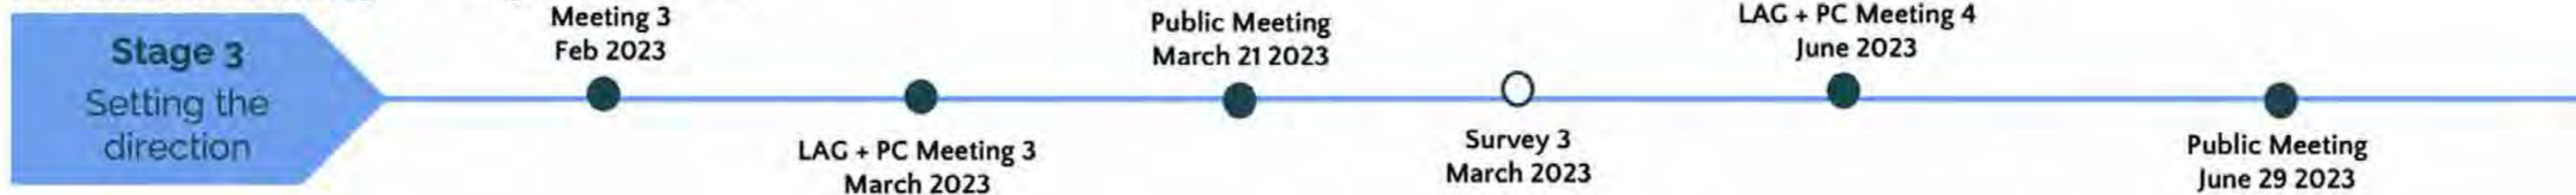 Stage 3
Setting the
direction
Meeting 3
Feb 2023
LAG + PC Meeting 3
March 2023
Public Meeting
March 21 2023
Survey 3
March 2023
LAG + PC Meeting 4
June 2023
Public Meeting
June 29 2023